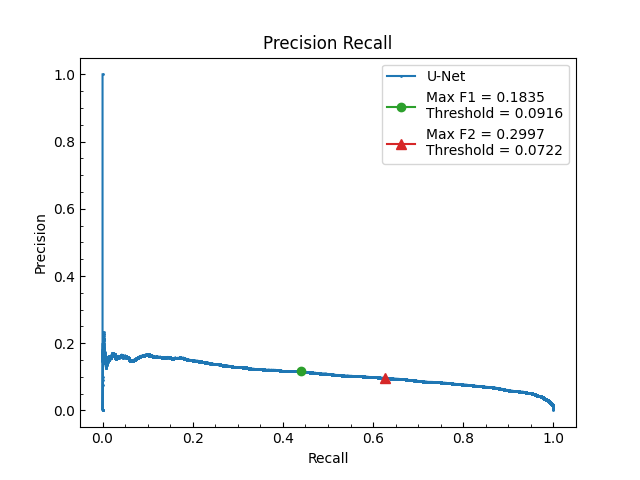 Precision Recall
1.0
0.8
0.6
0.4
0.2
0.0
Precision
0.0
0.2
0.4
0.6
0.8
1.0
Recall
U-Net
Max F1 = 0.1835
Threshold = 0.0916
Max F2 = 0.2997
Threshold = 0.0722